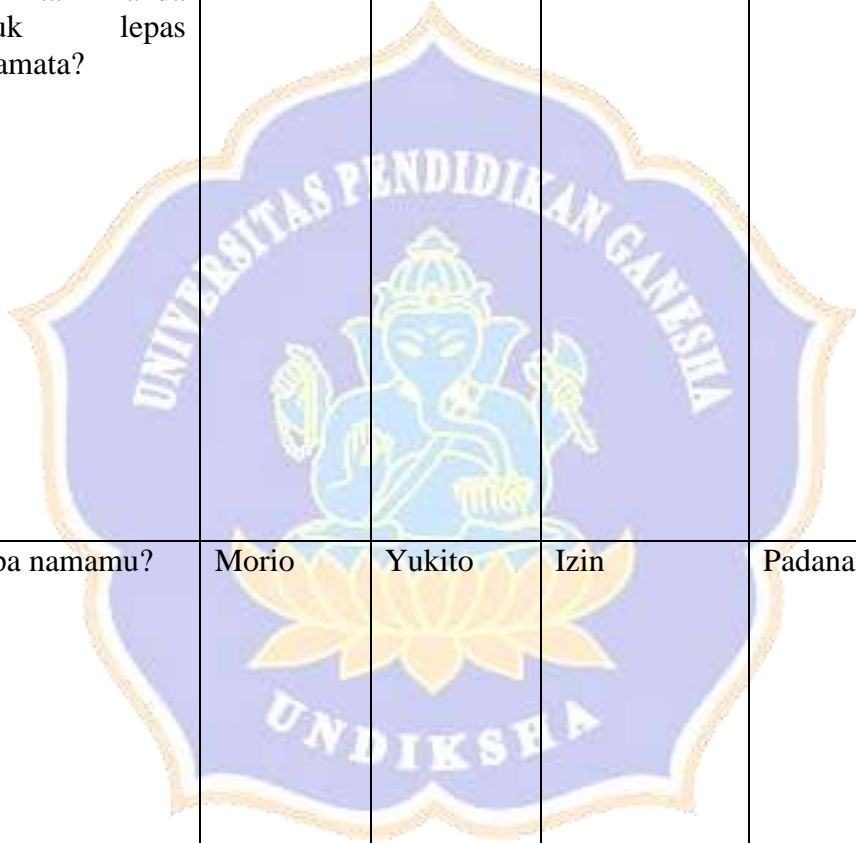 uk lepas
amata?
UNIVERSITAS PENDIDIKAN GANESHA
pa namamu? Morio Yukito Izin Padana
UNDIKSHA